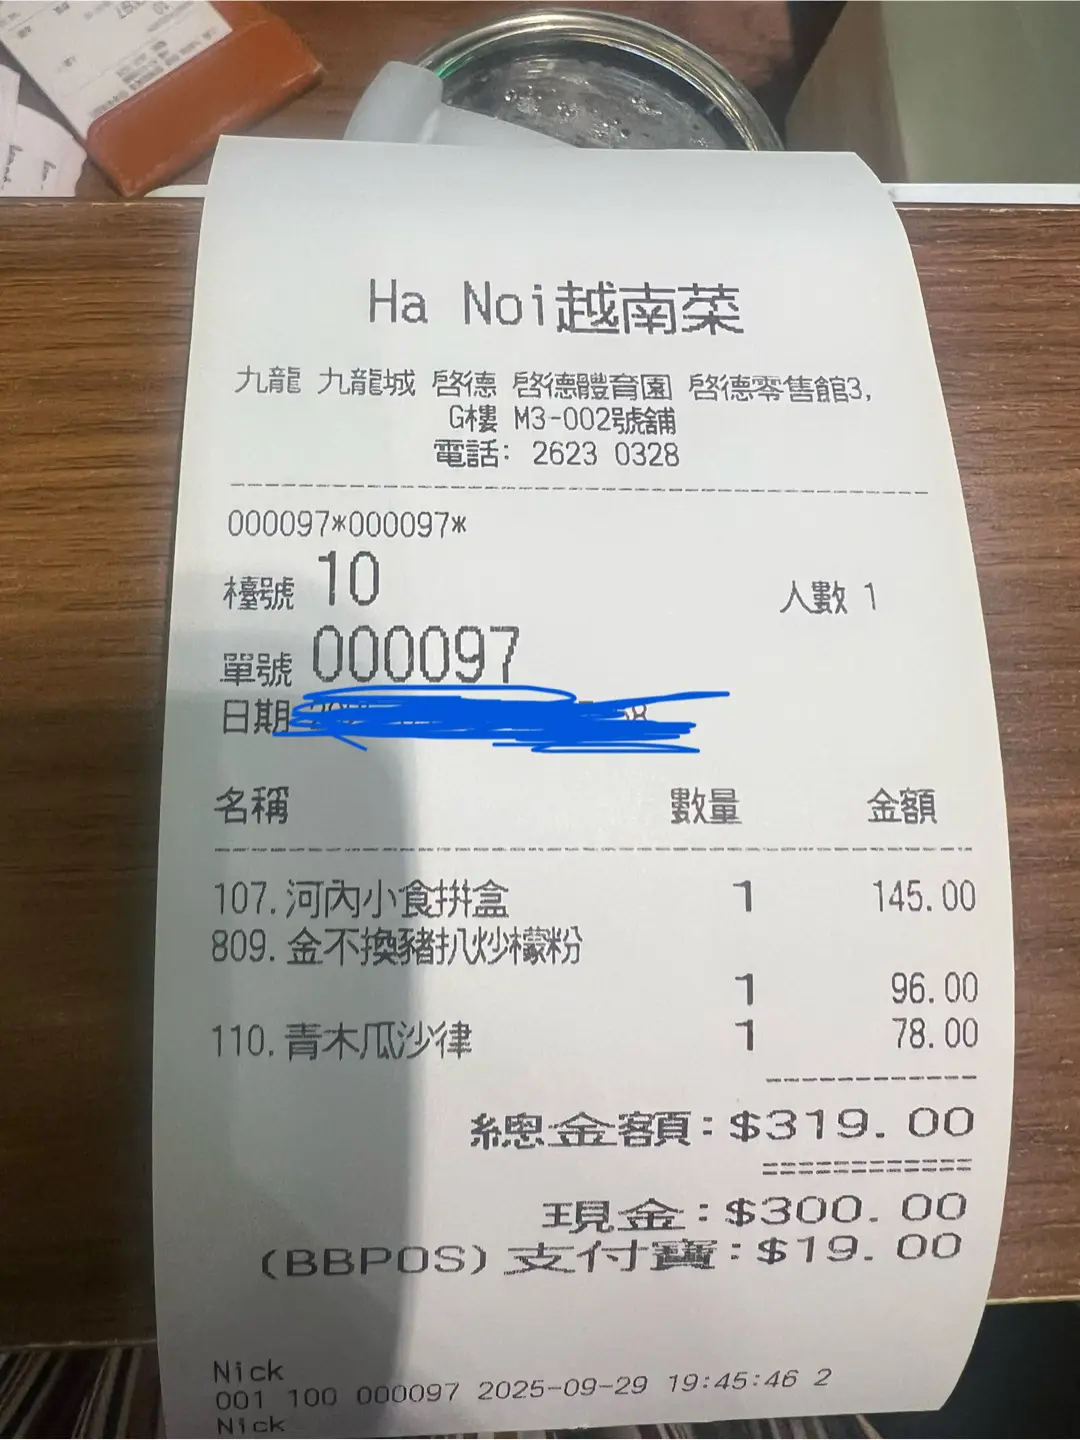 Ha Noi越南菜
九龍 九龍城 啓德 啓德體育園 啓德零售館3,
G樓 M3-002號舖
電話: 2623 0328
000097*000097*
檯號 10 人數 1
單號 000097
日期
名稱 數量 金額
107. 河內小食拼盒 1 145.00
809. 金不換豬扒炒檬粉
1 96.00
110. 青木瓜沙律 1 78.00
總金額: $319.00
現金: $300.00
(BBPOS) 支付寶: $19.00
Nick
001 100 000097 2025-09-29 19:45:46 2
Nick